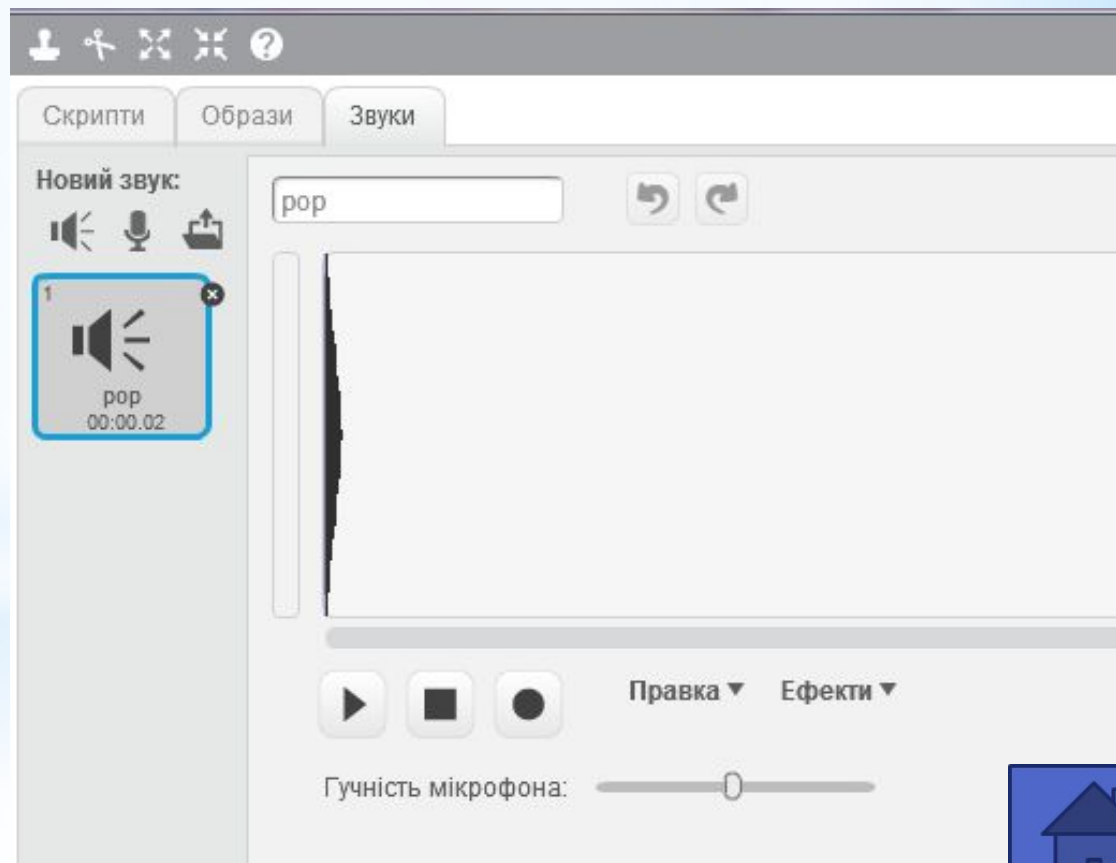 Скрипти Образи Звуки
Новий звук:
pop
1
pop
00:00.02
Правка Ефекти
Гучність мікрофона: